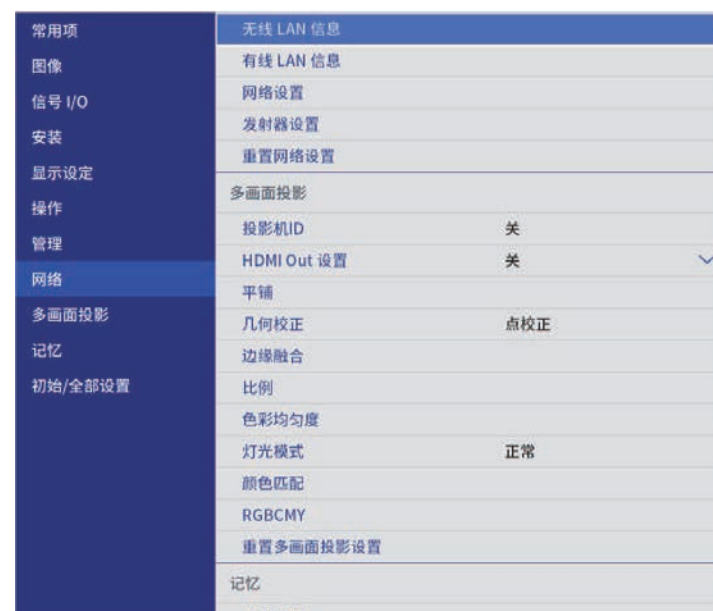 常用项
图像
信号 I/O
安装
显示设定
操作
管理
网络
多画面投影
记忆
初始/全部设置
无线 LAN 信息
有线 LAN 信息
网络设置
发射器设置
重置网络设置
多画面投影
投影机ID 关
HDMI Out 设置 关
平铺
几何校正 点校正
边缘融合
比例
色彩均匀度
灯光模式 正常
颜色匹配
RGBCMY
重置多画面投影设置
记忆